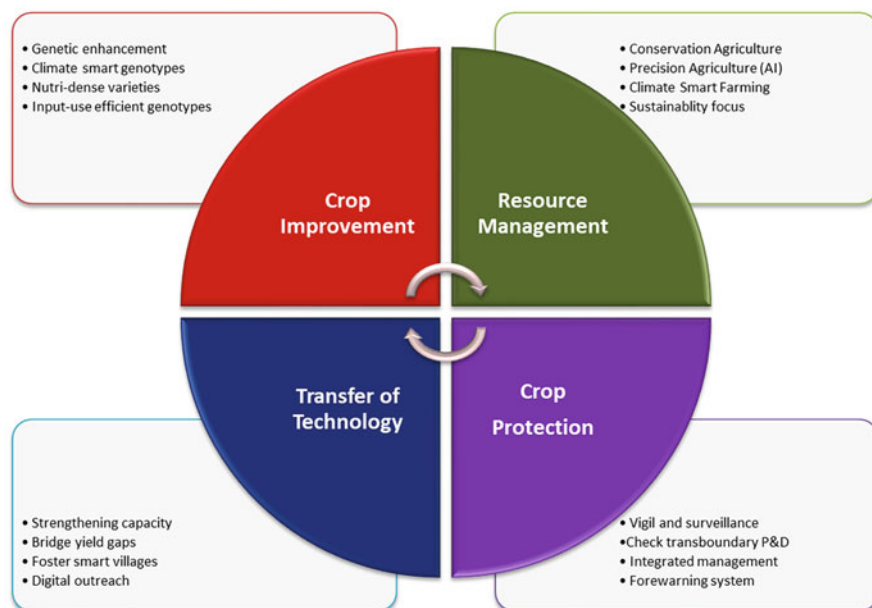 • Genetic enhancement
• Climate smart genotypes
• Nutri-dense varieties
• Input-use efficient genotypes
• Conservation Agriculture
• Precision Agriculture (AI)
• Climate Smart Farming
• Sustainablity focus
Crop
Improvement
Resource
Management
Transfer of
Technology
Crop
Protection
• Strengthening capacity
• Bridge yield gaps
• Foster smart villages
• Digital outreach
• Vigil and surveillance
•Check transboundary P&D
• Integrated management
• Forewarning system